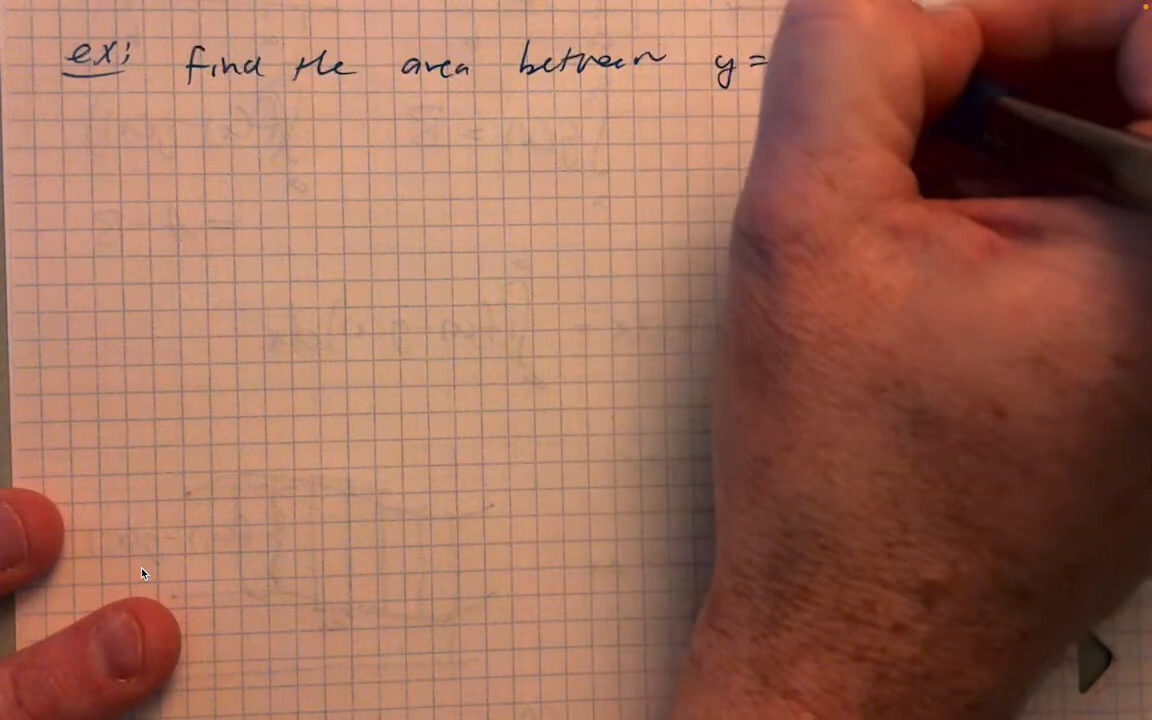 ex: find the area between y =